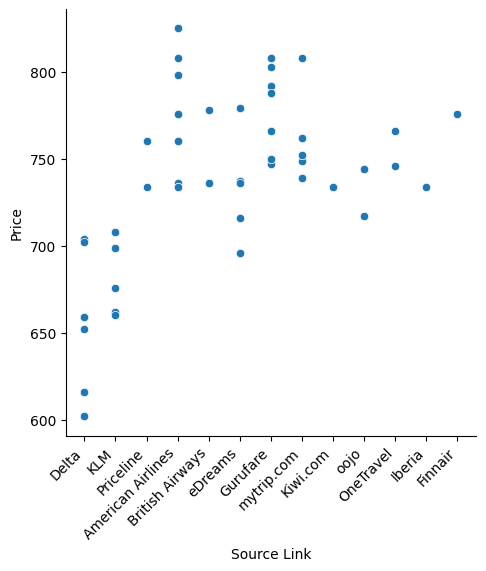 800
750
700
650
600
Price
Delta
KLM
Priceline
American Airlines
British Airways
eDreams
Gurufare
mytrip.com
Kiwi.com
oojo
OneTravel
Iberia
Finnair
Source Link